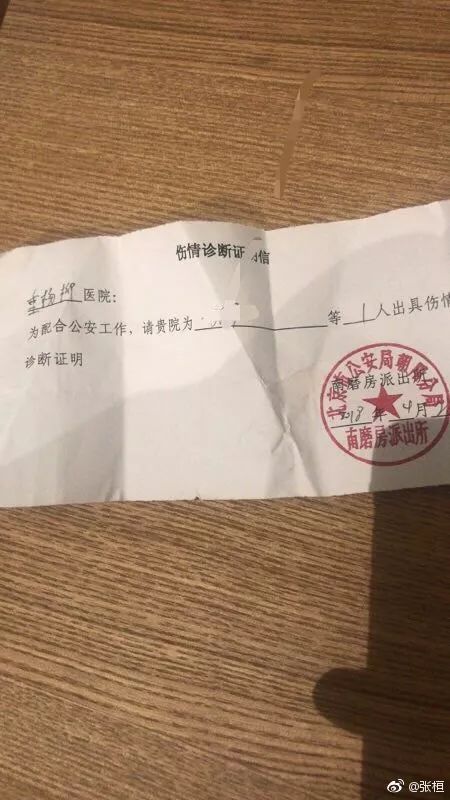 伤情诊断证 信
垂杨柳医院:
为配合公安工作,请贵院为 等1人出具伤情
诊断证明
南磨房派出所
2018年4月
北京市公安局朝阳分局
南磨房派出所
@张桓